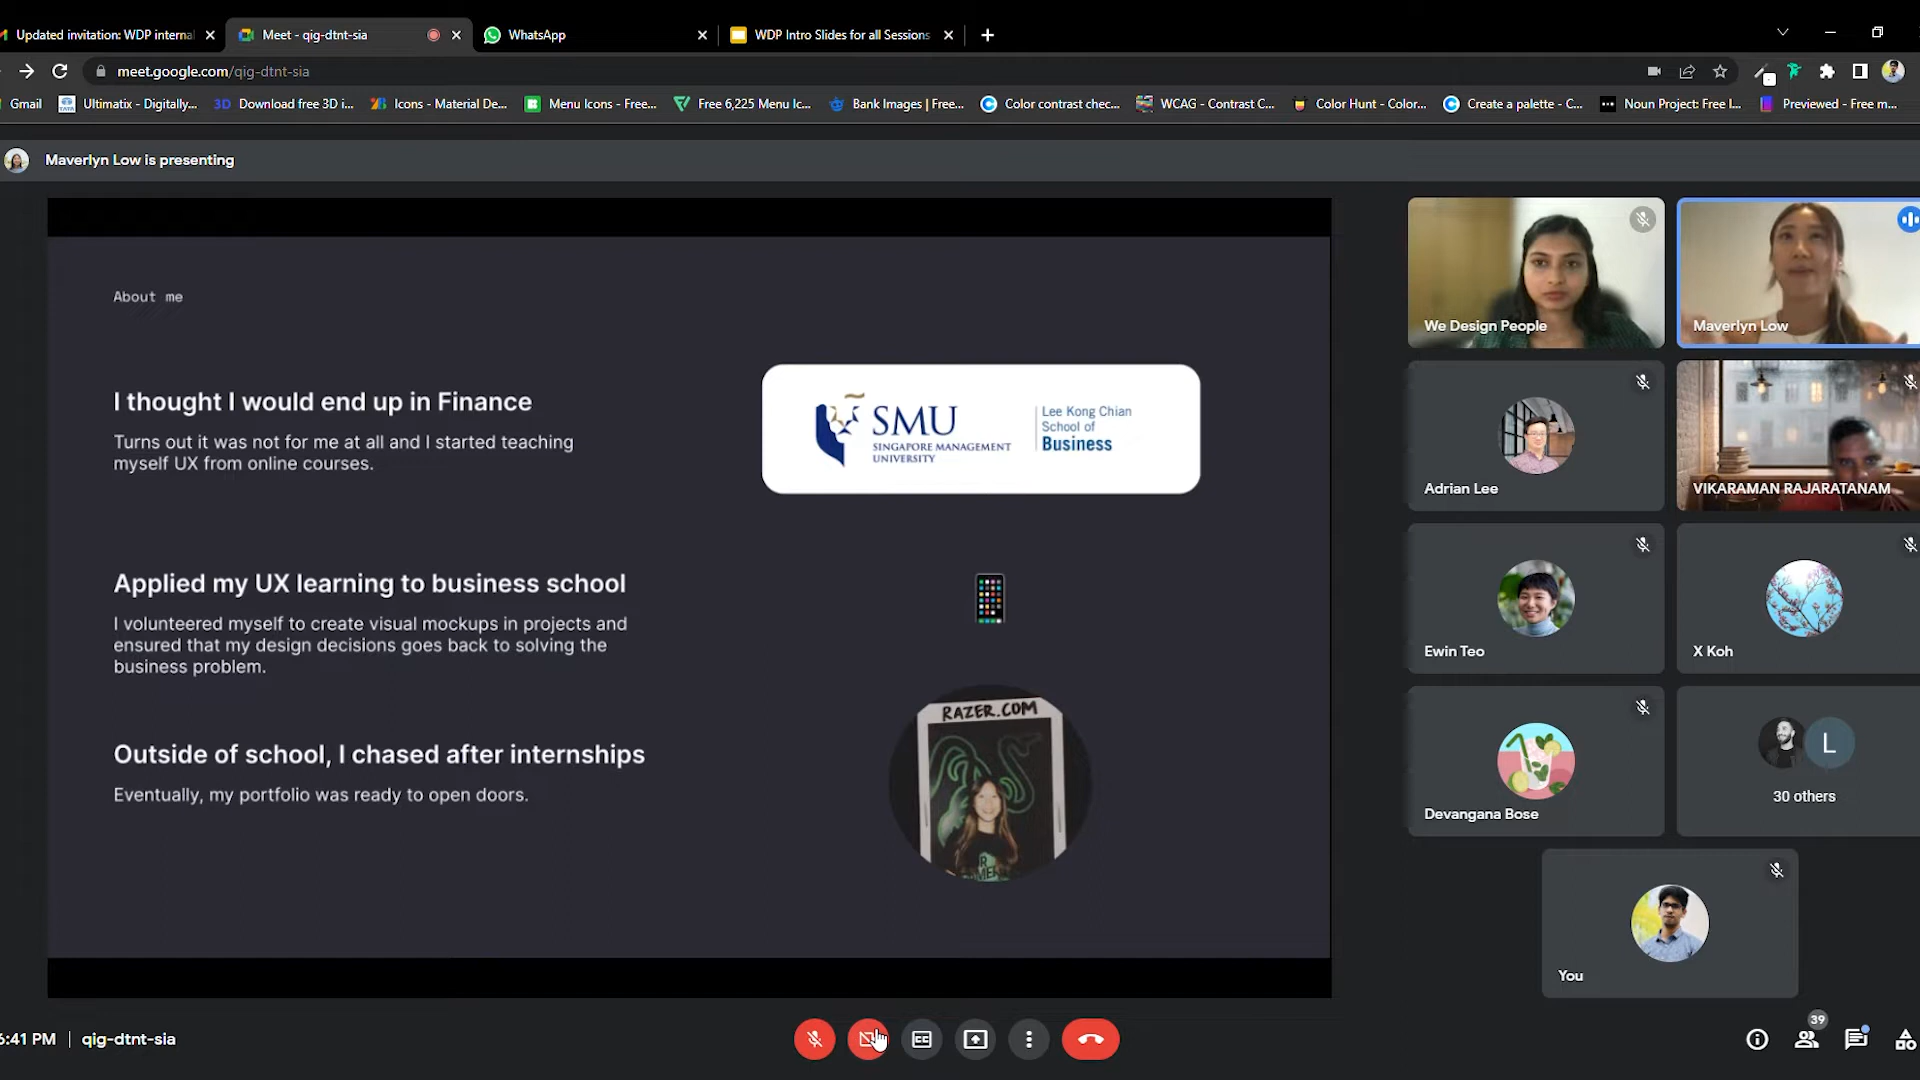 Updated invitation: WDP internal
Meet - qig-dtnt-sia
WhatsApp
WDP Intro Slides for all Sessions
meet.google.com/qig-dtnt-sia
Gmail
TATA
Ultimatix - Digitally...
3D
Download free 3D i...
Icons - Material De...
Menu Icons - Free...
Free 6,225 Menu Ic...
Bank Images | Free...
Color contrast chec...
WCAG - Contrast C...
Color Hunt - Color...
Create a palette - C...
Noun Project: Free I...
Previewed - Free m...
Maverlyn Low is presenting
About me
I thought I would end up in Finance
Turns out it was not for me at all and I started teaching
myself UX from online courses.
SMU
SINGAPORE MANAGEMENT
UNIVERSITY
Lee Kong Chian
School of
Business
Applied my UX learning to business school
I volunteered myself to create visual mockups in projects and
ensured that my design decisions goes back to solving the
business problem.
Outside of school, I chased after internships
Eventually, my portfolio was ready to open doors.
RAZER.COM
We Design People
Maverlyn Low
Adrian Lee
VIKARAMAN RAJARATANAM
Ewin Teo
X Koh
Devangana Bose
L
30 others
You
6:41 PM
qig-dtnt-sia
CC
39